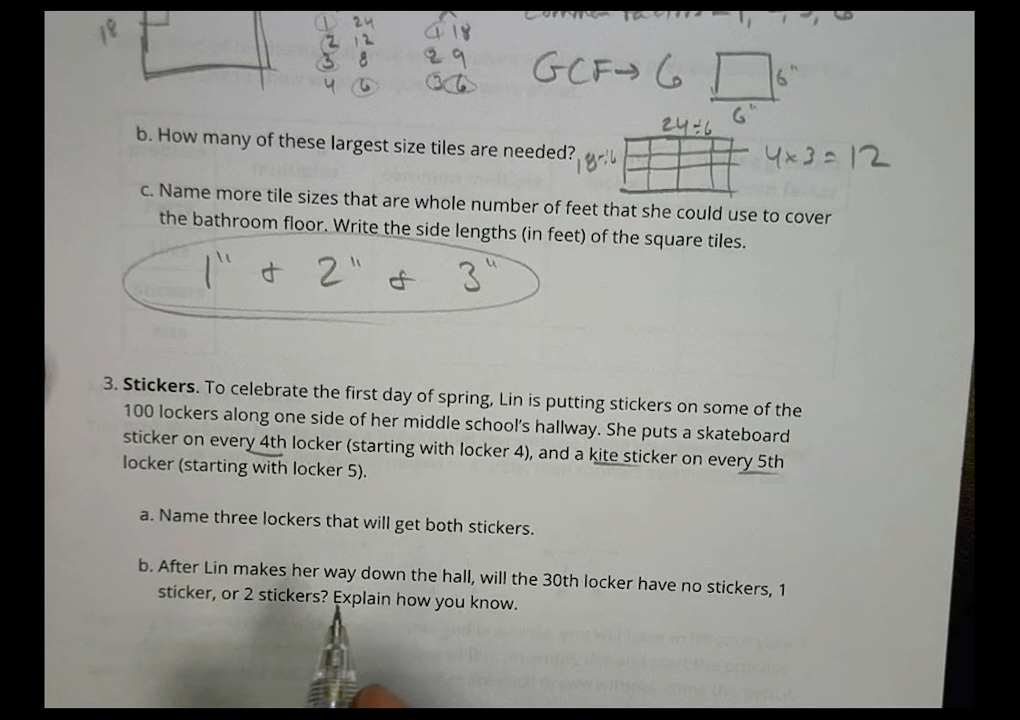 18
① 24
② 12
③ 8
4 ⑥
① 18
2 9
③ ⑥
GCF→ 6
6"
6"
24÷6
b. How many of these largest size tiles are needed?
18÷6
4 x 3 = 12
c. Name more tile sizes that are whole number of feet that she could use to cover
the bathroom floor. Write the side lengths (in feet) of the square tiles.
1" & 2" & 3"
3. Stickers. To celebrate the first day of spring, Lin is putting stickers on some of the
100 lockers along one side of her middle school's hallway. She puts a skateboard
sticker on every 4th locker (starting with locker 4), and a kite sticker on every 5th
locker (starting with locker 5).
a. Name three lockers that will get both stickers.
b. After Lin makes her way down the hall, will the 30th locker have no stickers, 1
sticker, or 2 stickers? Explain how you know.